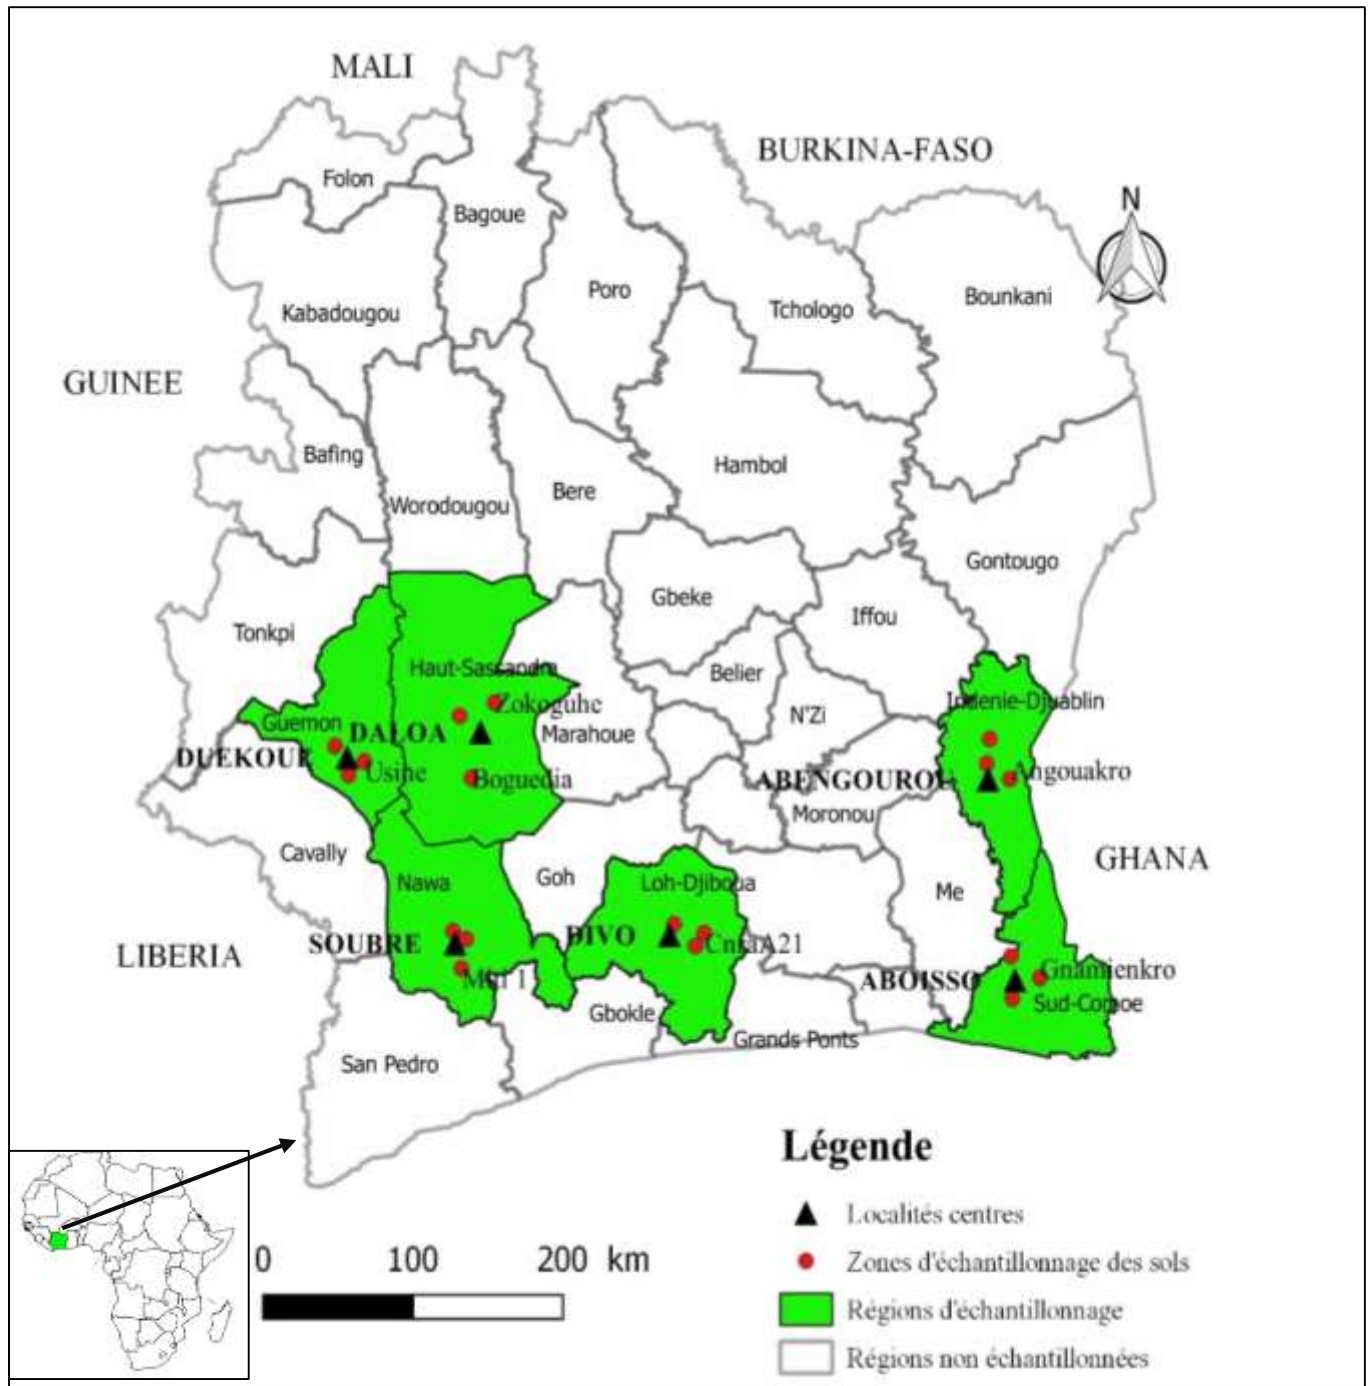 MALI
BURKINA-FASO
Folon
N
Bagoue
Poro
Bounkani
Tchologo
Kabadougou
GUINEE
Bafing
Hambol
Bere
Worodougou
Gontougo
Gbeke
Iffou
Tonkpi
Haut-Sassandra
Belier
Indenie-Djuablin
Zokoguhe
N'Zi
Guemon
DALOA
Marahoue
DUEKOUE
Usine
Boguedia
ABENGOUROU
Angouakro
Moronou
Cavally
GHANA
Goh
Nawa
Loh-Djiboua
Me
SOUBRE
DIVO
CnraA21
LIBERIA
Gnamienkro
ABOISSO
Sud-Comoe
Gbokle
Grands Ponts
San Pedro
Légende
Localités centres
0 100 200 km
Zones d'échantillonnage des sols
Régions d'échantillonnage
Régions non échantillonnées